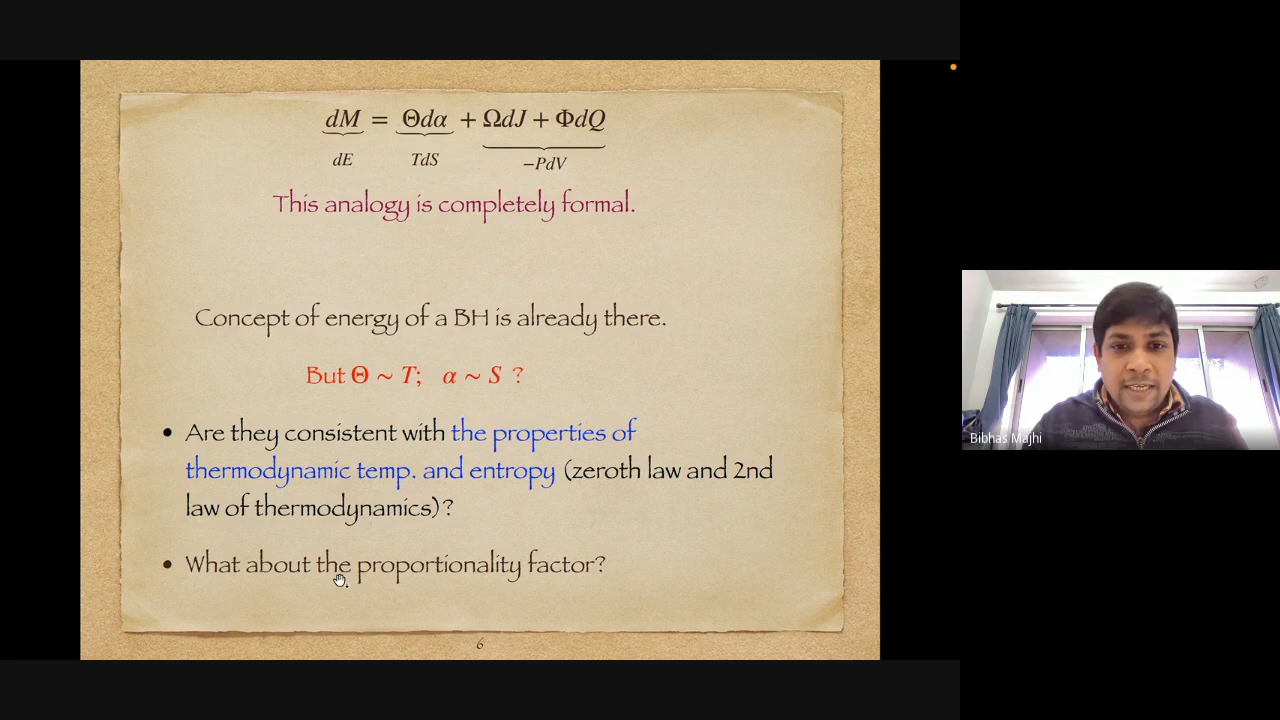 dM = Θdα + ΩdJ + ΦdQ
dE TdS −PdV
This analogy is completely formal.
Concept of energy of a BH is already there.
But Θ ∼ T; α ∼ S ?
• Are they consistent with the properties of
thermodynamic temp. and entropy (zeroth law and 2nd
law of thermodynamics)?
• What about the proportionality factor?
6
Bibhas Majhi